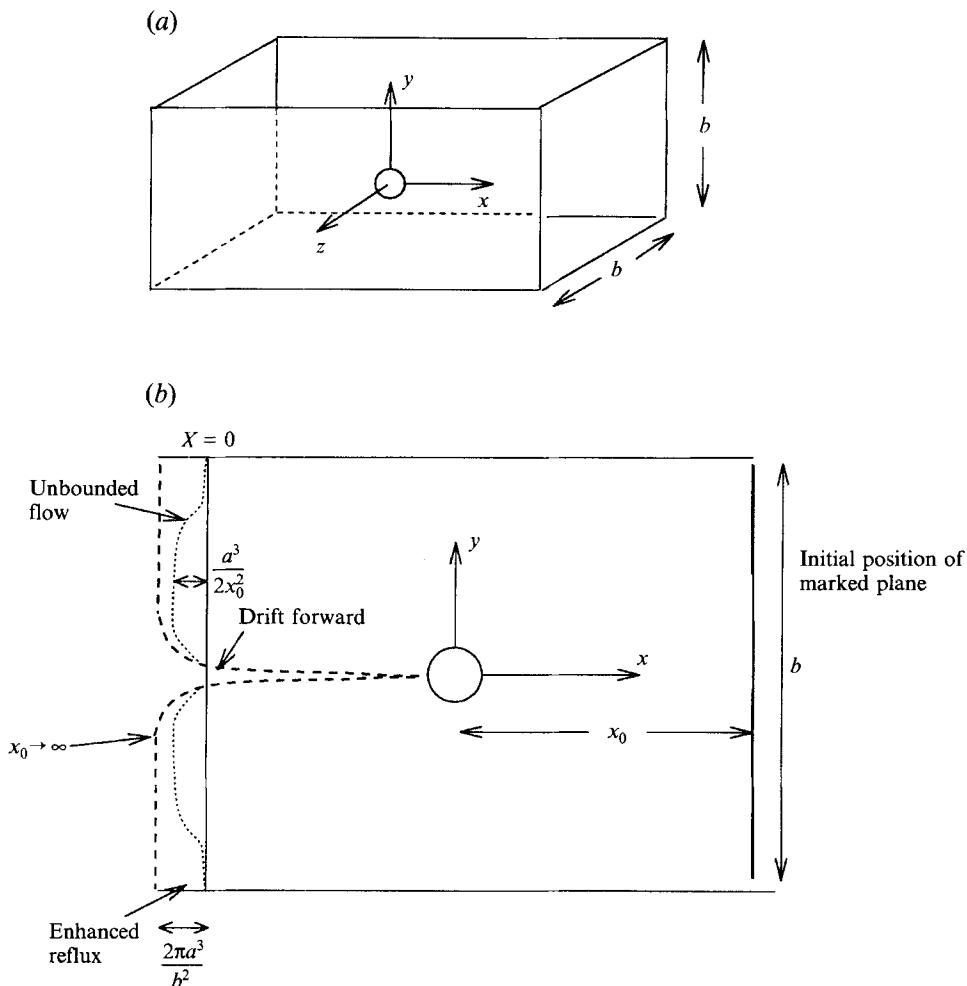 (a)
y
b
x
z
b
(b)
X = 0
Unbounded
flow
y
a³
2x₀²
Initial position of
marked plane
Drift forward
x
b
x₀ → ∞
x₀
Enhanced
reflux
2πa³
b²